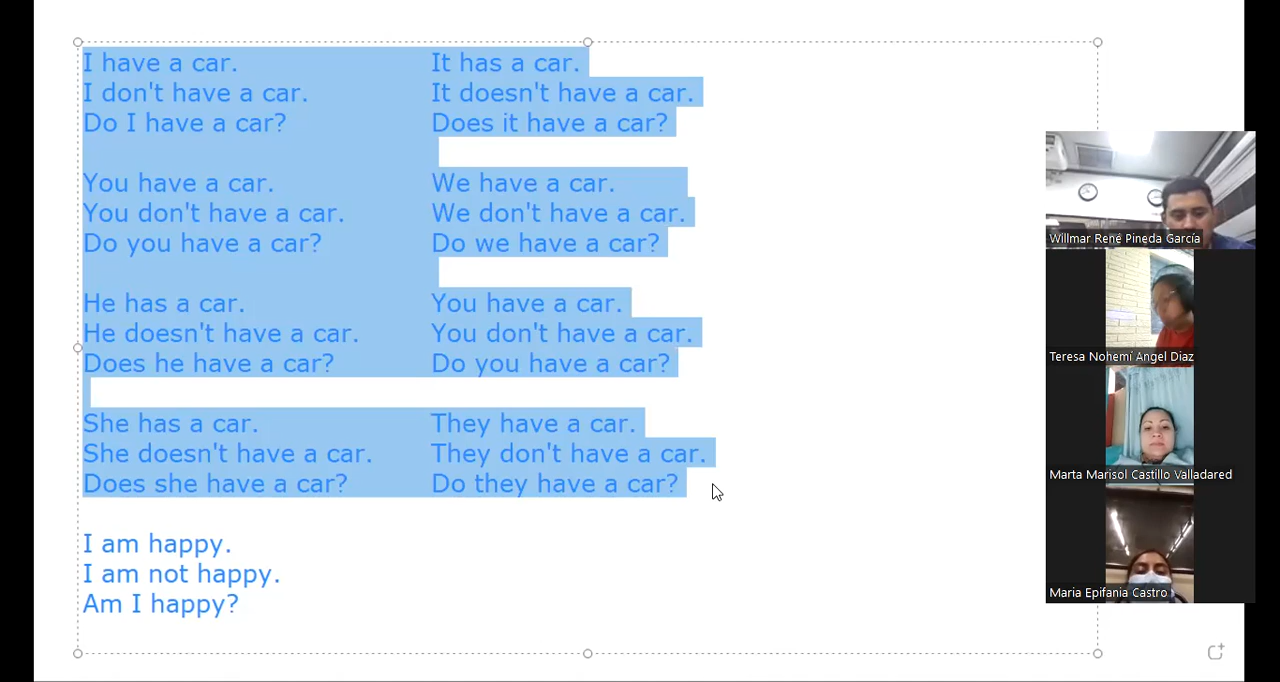 I have a car.
I don't have a car.
Do I have a car?
You have a car.
You don't have a car.
Do you have a car?
He has a car.
He doesn't have a car.
Does he have a car?
She has a car.
She doesn't have a car.
Does she have a car?
I am happy.
I am not happy.
Am I happy?
It has a car.
It doesn't have a car.
Does it have a car?
We have a car.
We don't have a car.
Do we have a car?
You have a car.
You don't have a car.
Do you have a car?
They have a car.
They don't have a car.
Do they have a car?
Willmar René Pineda García
Teresa Nohemí Angel Diaz
Marta Marisol Castillo Valladared
Maria Epifania Castro